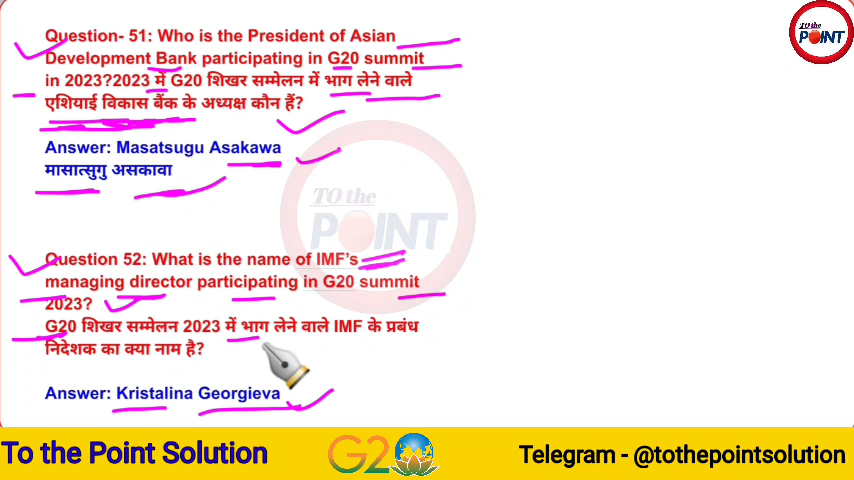 Question- 51: Who is the President of Asian
Development Bank participating in G20 summit
in 2023?2023 में G20 शिखर सम्मेलन में भाग लेने वाले
एशियाई विकास बैंक के अध्यक्ष कौन हैं?
Answer: Masatsugu Asakawa
मासात्सुगु असकावा
TO the
POINT
TO the
POINT
Question 52: What is the name of IMF's
managing director participating in G20 summit
2023?
G20 शिखर सम्मेलन 2023 में भाग लेने वाले IMF के प्रबंध
निदेशक का क्या नाम है?
Answer: Kristalina Georgieva
To the Point Solution
G20
Telegram - @tothepointsolution